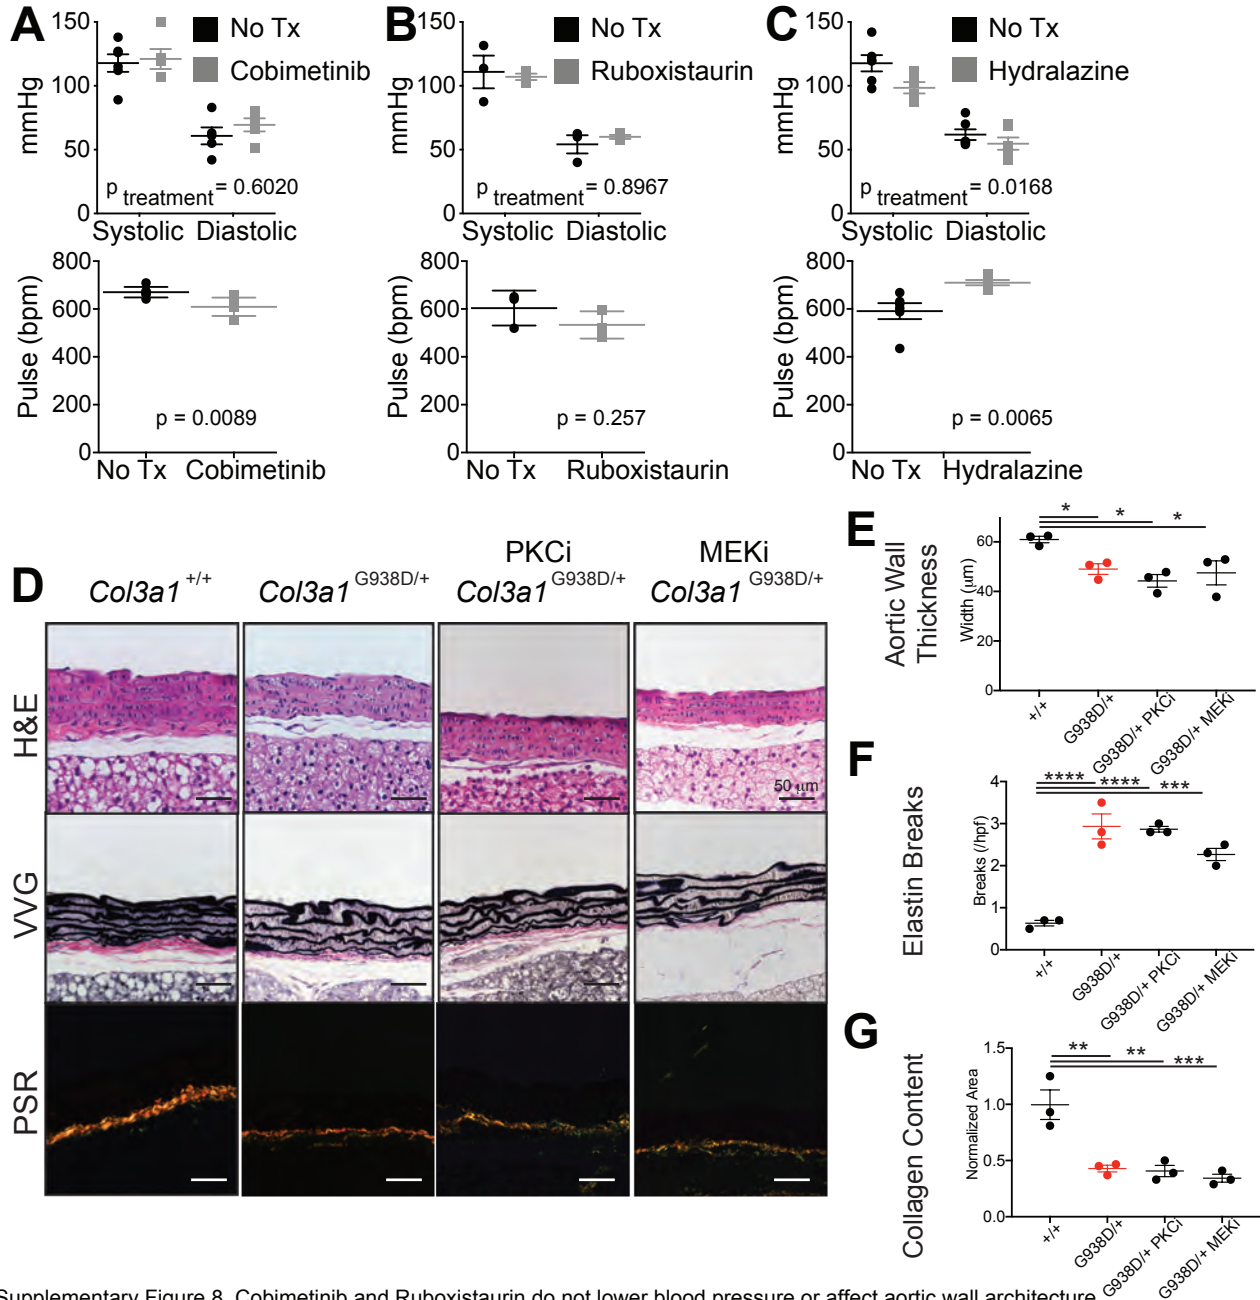 A
150
100
50
0
mmHg
No Tx
Cobimetinib
p treatment = 0.6020
Systolic Diastolic
800
600
400
200
0
Pulse (bpm)
p = 0.0089
No Tx Cobimetinib
B
150
100
50
0
mmHg
No Tx
Ruboxistaurin
p treatment = 0.8967
Systolic Diastolic
800
600
400
200
0
Pulse (bpm)
p = 0.257
No Tx Ruboxistaurin
C
150
100
50
0
mmHg
No Tx
Hydralazine
p treatment = 0.0168
Systolic Diastolic
800
600
400
200
0
Pulse (bpm)
p = 0.0065
No Tx Hydralazine
D
PKCi MEKi
Col3a1 +/+ Col3a1 G938D/+ Col3a1 G938D/+ Col3a1 G938D/+
H&E
50 µm
VVG
PSR
E
Aortic Wall
Thickness
Width (µm)
60
40
20
0
* * *
+/+ G938D/+ G938D/+ PKCi G938D/+ MEKi
F
Elastin Breaks
Breaks (/hpf)
4
3
2
1
0
**** **** ***
+/+ G938D/+ G938D/+ PKCi G938D/+ MEKi
G
Collagen Content
Normalized Area
1.5
1.0
0.5
0.0
** ** ***
+/+ G938D/+ G938D/+ PKCi G938D/+ MEKi
Supplementary Figure 8. Cobimetinib and Ruboxistaurin do not lower blood pressure or affect aortic wall architecture